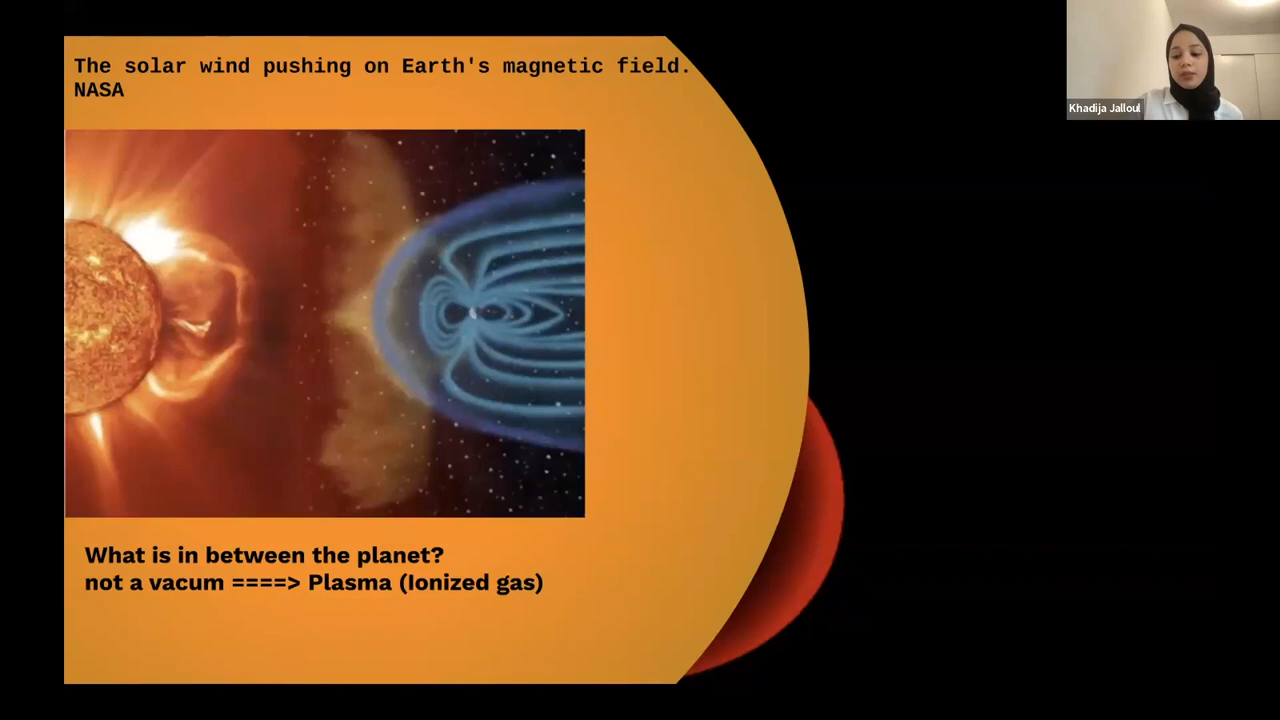 The solar wind pushing on Earth's magnetic field.
NASA
Khadija Jalloul
What is in between the planet?
not a vacum ====> Plasma (Ionized gas)